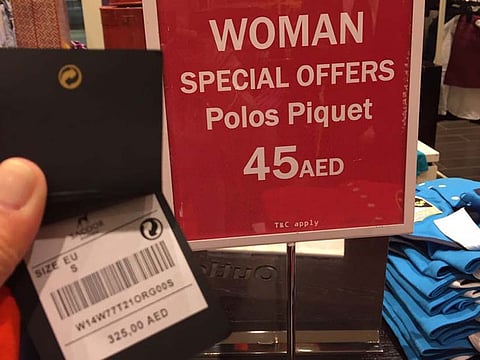 WOMAN
SPECIAL OFFERS
Polos Piquet
45AED
T&C apply
SIZE EU
S
W14W77T21ORG00S
325,00 AED